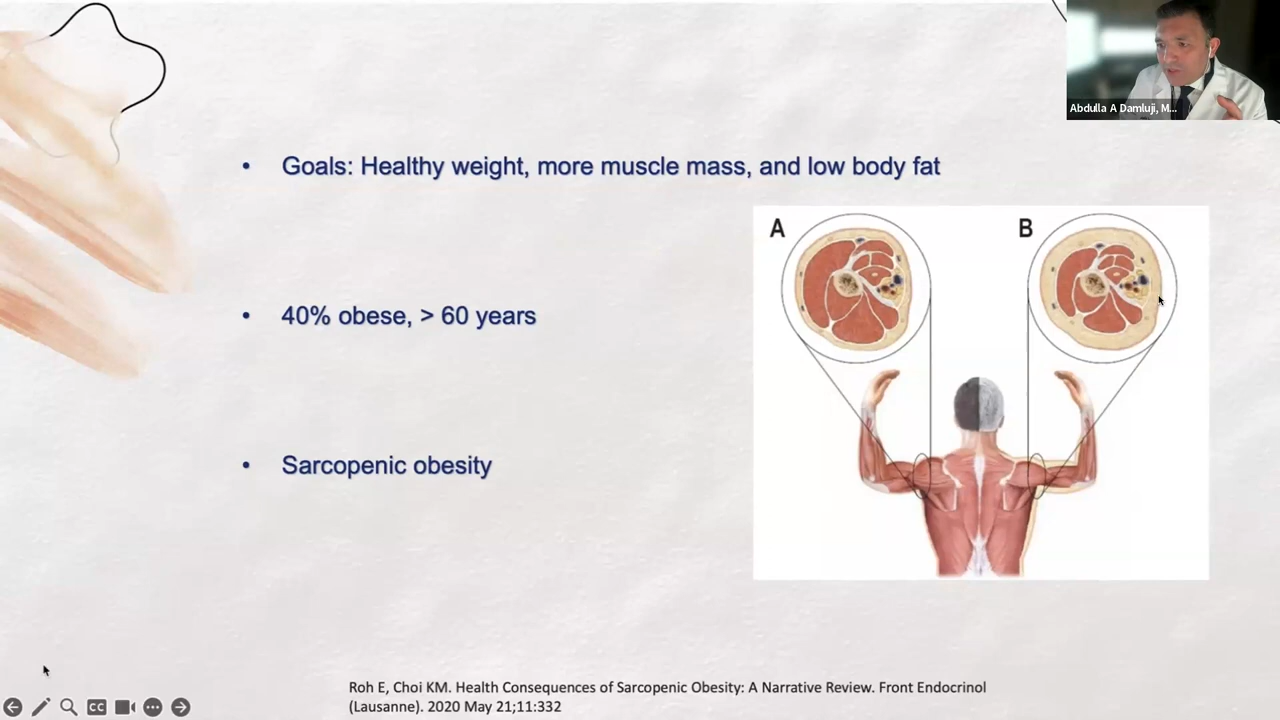 Abdulla A Damluji, M...
• Goals: Healthy weight, more muscle mass, and low body fat
A
B
• 40% obese, > 60 years
• Sarcopenic obesity
Roh E, Choi KM. Health Consequences of Sarcopenic Obesity: A Narrative Review. Front Endocrinol
(Lausanne). 2020 May 21;11:332
CC